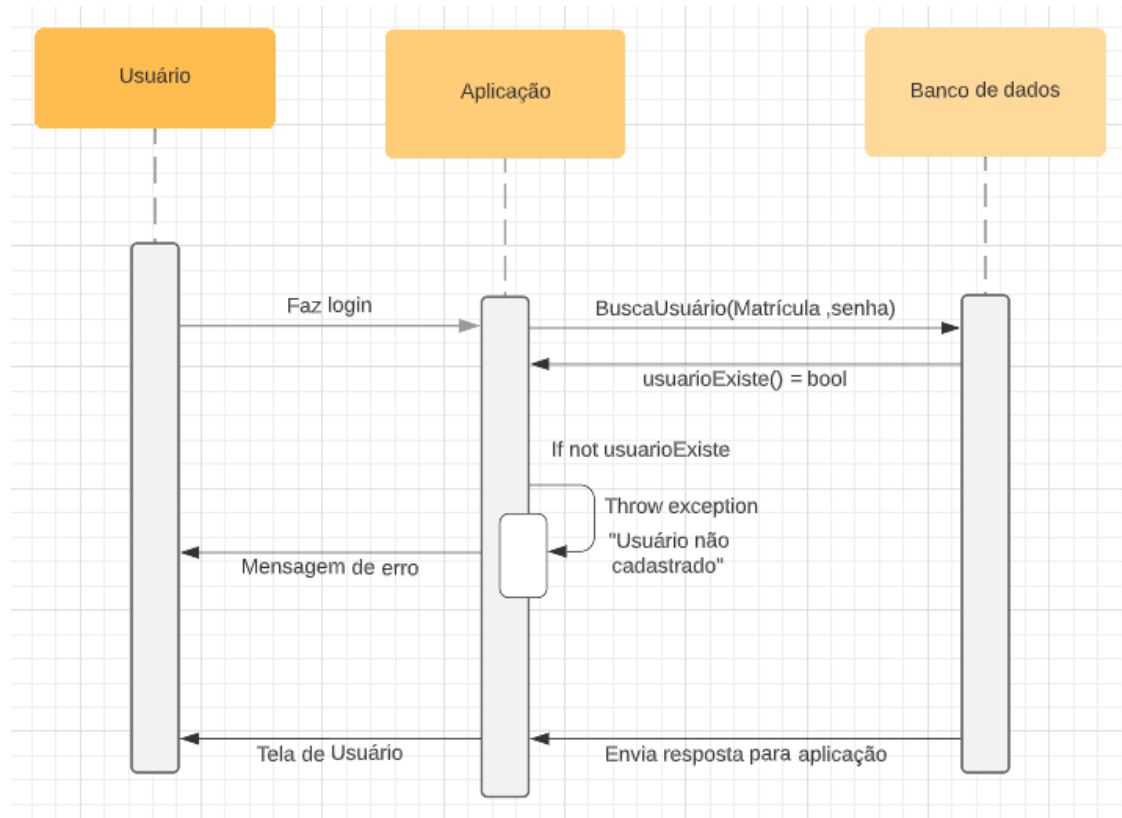 Usuário
Aplicação
Banco de dados
Faz login
BuscaUsuário(Matrícula ,senha)
usuarioExiste() = bool
If not usuarioExiste
Throw exception
"Usuário não
cadastrado"
Mensagem de erro
Tela de Usuário
Envia resposta para aplicação